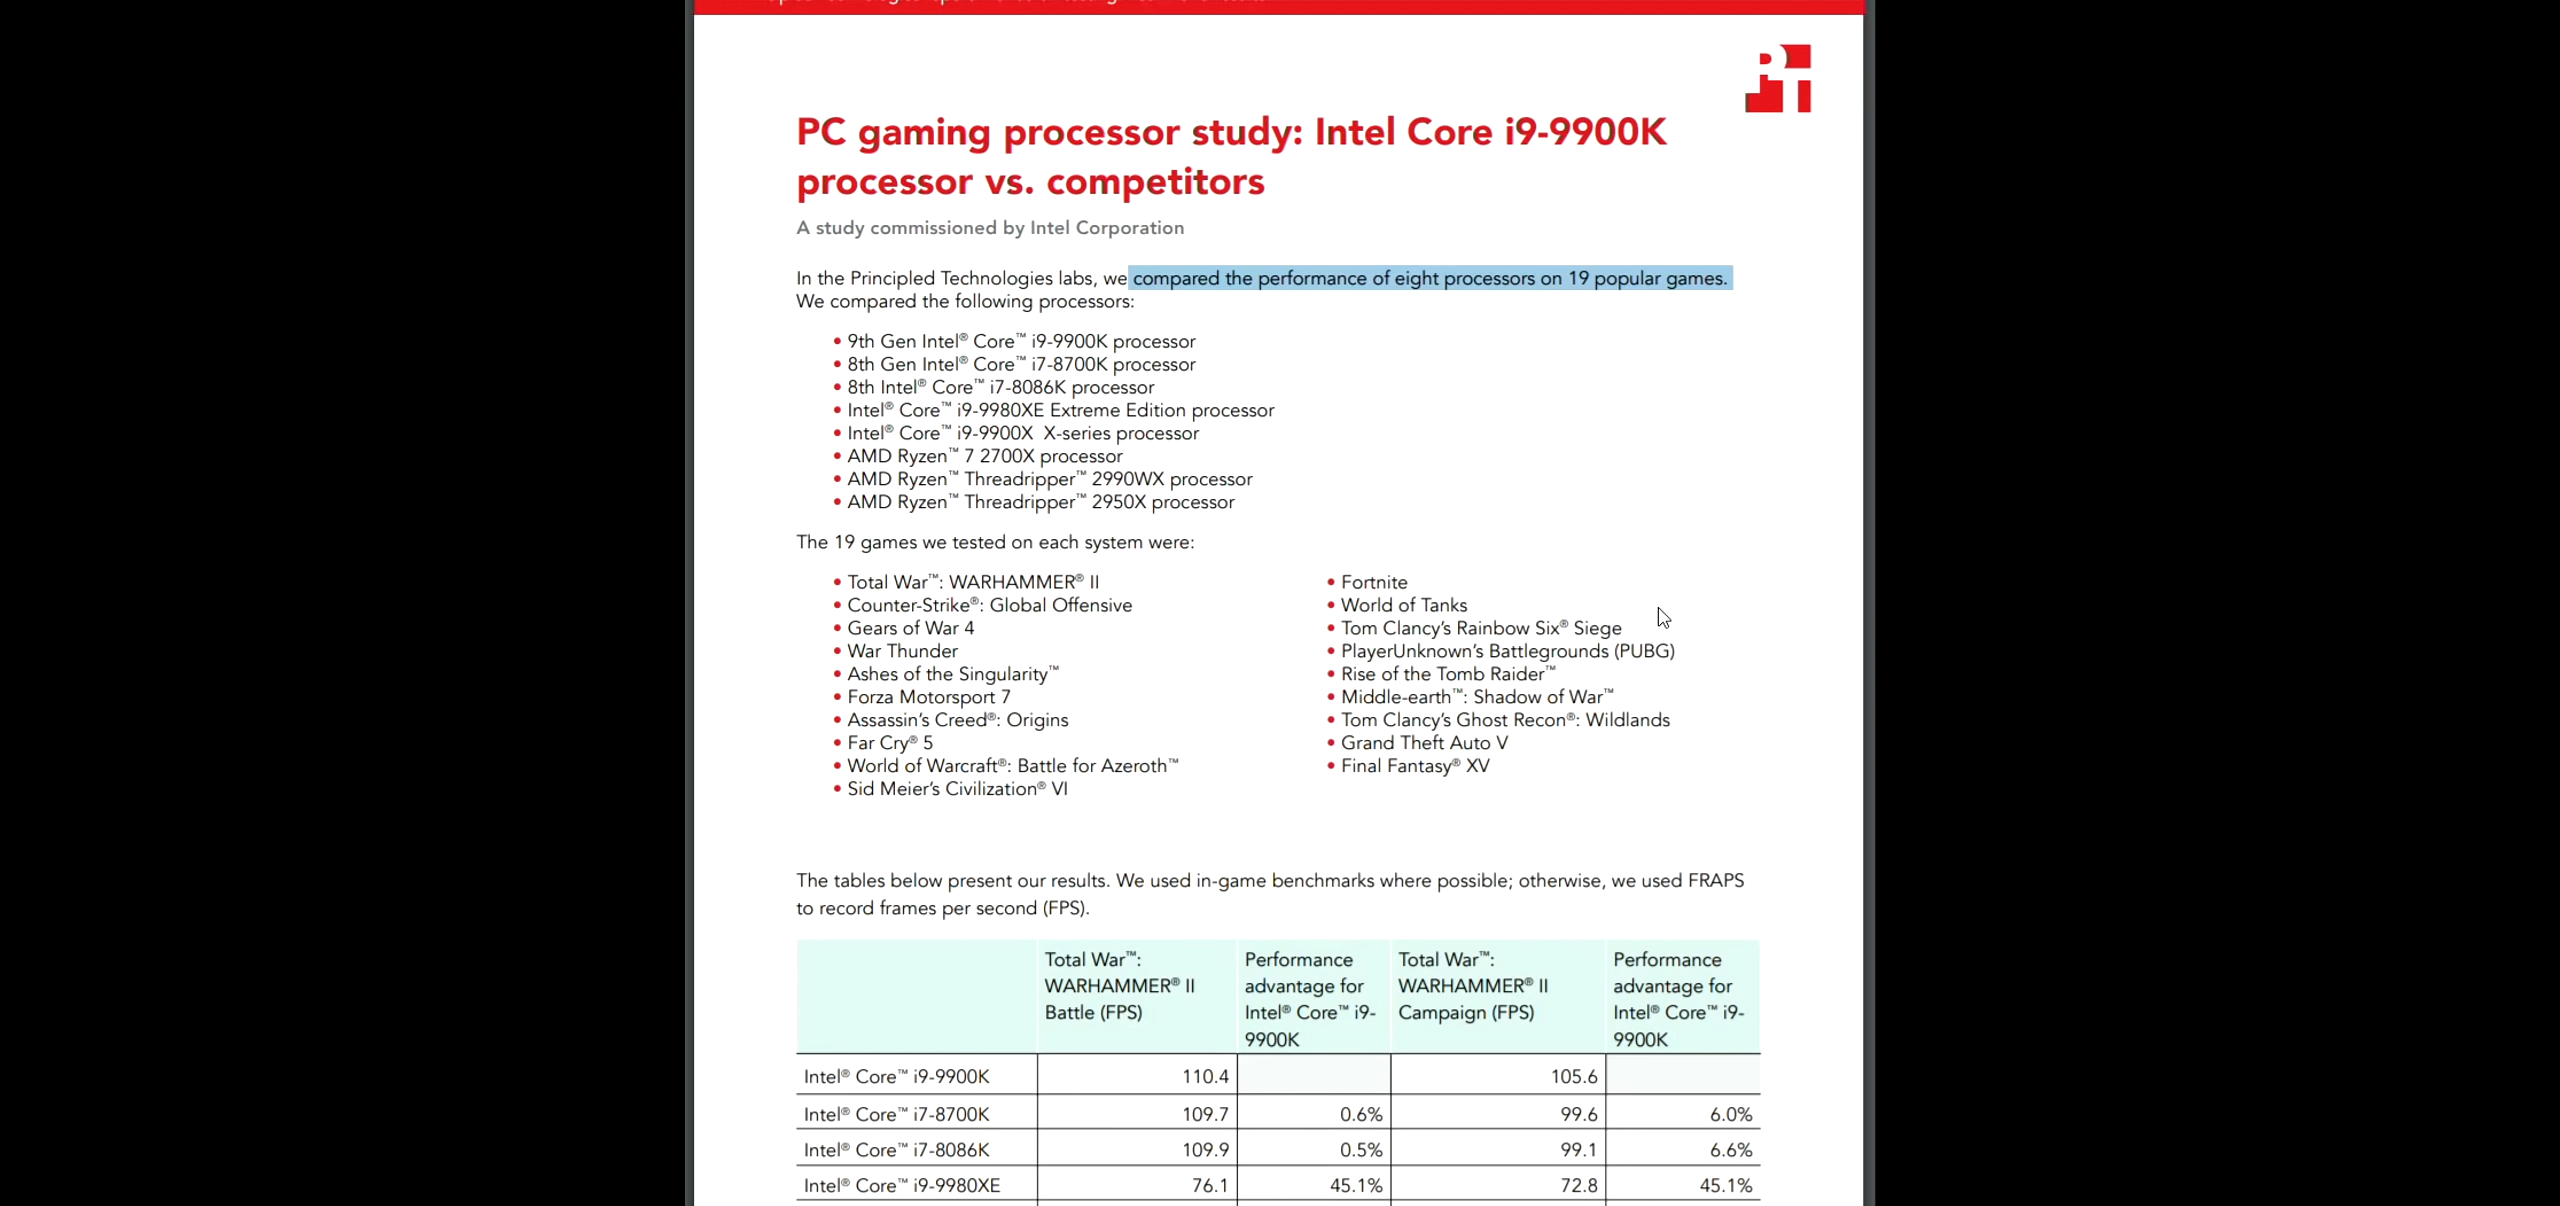 PC gaming processor study: Intel Core i9-9900K
processor vs. competitors
A study commissioned by Intel Corporation
In the Principled Technologies labs, we compared the performance of eight processors on 19 popular games.
We compared the following processors:
• 9th Gen Intel® Core™ i9-9900K processor
• 8th Gen Intel® Core™ i7-8700K processor
• 8th Intel® Core™ i7-8086K processor
• Intel® Core™ i9-9980XE Extreme Edition processor
• Intel® Core™ i9-9900X X-series processor
• AMD Ryzen™ 7 2700X processor
• AMD Ryzen™ Threadripper™ 2990WX processor
• AMD Ryzen™ Threadripper™ 2950X processor
The 19 games we tested on each system were:
• Total War™: WARHAMMER® II
• Counter-Strike®: Global Offensive
• Gears of War 4
• War Thunder
• Ashes of the Singularity™
• Forza Motorsport 7
• Assassin's Creed®: Origins
• Far Cry® 5
• World of Warcraft®: Battle for Azeroth™
• Sid Meier's Civilization® VI
• Fortnite
• World of Tanks
• Tom Clancy's Rainbow Six® Siege
• PlayerUnknown's Battlegrounds (PUBG)
• Rise of the Tomb Raider™
• Middle-earth™: Shadow of War™
• Tom Clancy's Ghost Recon®: Wildlands
• Grand Theft Auto V
• Final Fantasy® XV
The tables below present our results. We used in-game benchmarks where possible; otherwise, we used FRAPS
to record frames per second (FPS).
Total War™:
WARHAMMER® II
Battle (FPS)
Performance
advantage for
Intel® Core™ i9-
9900K
Total War™:
WARHAMMER® II
Campaign (FPS)
Performance
advantage for
Intel® Core™ i9-
9900K
Intel® Core™ i9-9900K 110.4 105.6
Intel® Core™ i7-8700K 109.7 0.6% 99.6 6.0%
Intel® Core™ i7-8086K 109.9 0.5% 99.1 6.6%
Intel® Core™ i9-9980XE 76.1 45.1% 72.8 45.1%